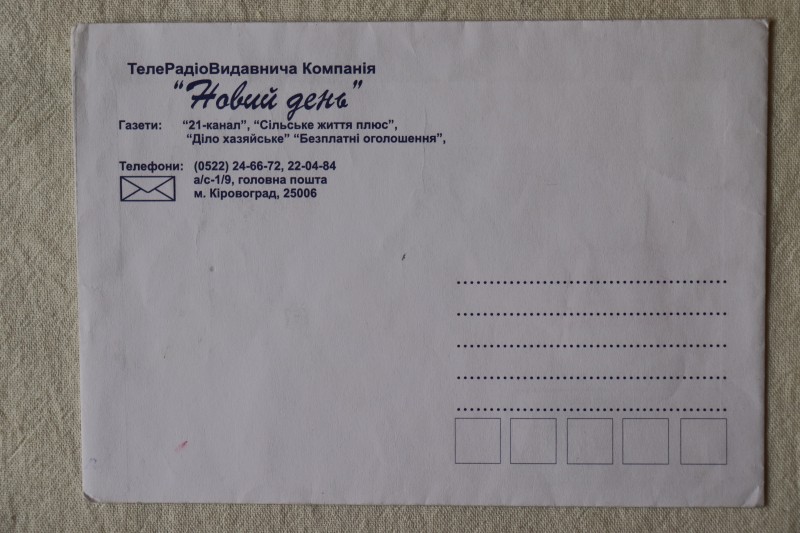 ТелеРадіоВидавнича Компанія
“Новий день”
Газети: “21-канал”, “Сільське життя плюс”,
“Діло хазяйське” “Безплатні оголошення”,
Телефони: (0522) 24-66-72, 22-04-84
а/с-1/9, головна пошта
м. Кіровоград, 25006